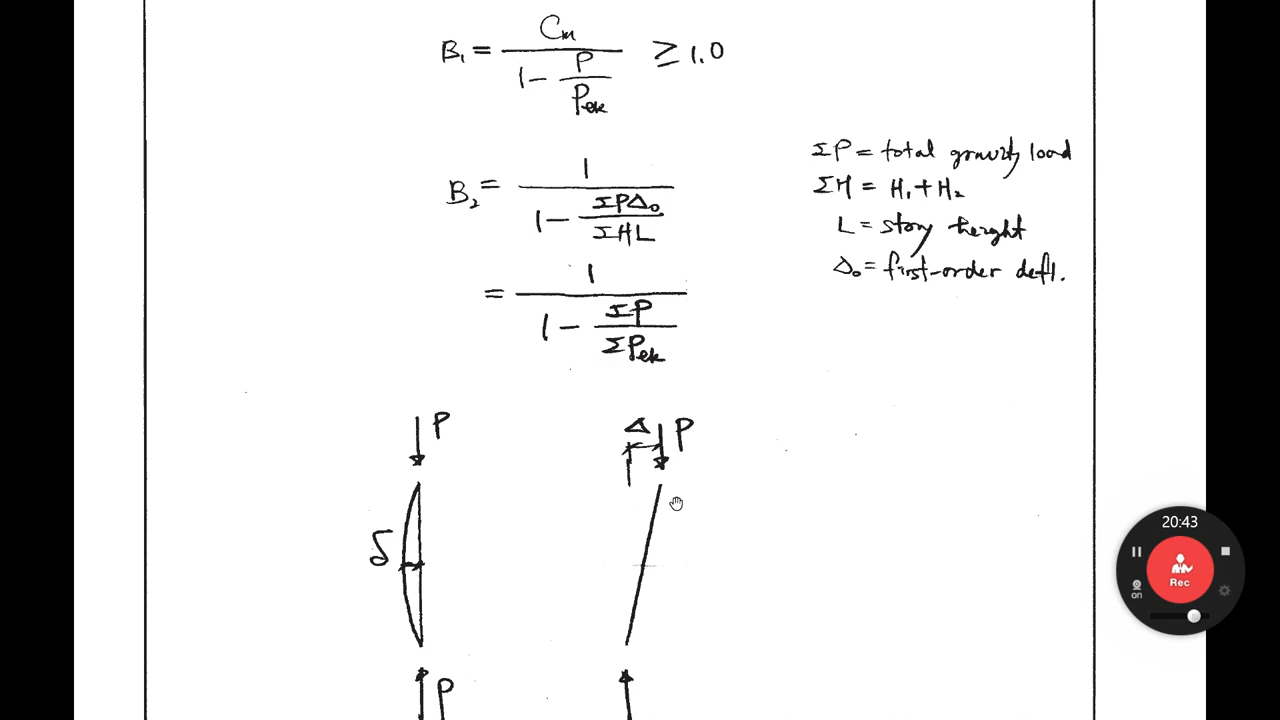 B₁ = Cm / (1 - P/Pek) ≥ 1.0
B₂ = 1 / (1 - ΣPΔ₀/ΣHL)
= 1 / (1 - ΣP/ΣPek)
ΣP = total gravity load
ΣH = H₁ + H₂
L = story height
Δ₀ = first-order defl.
P
Δ P
δ
P
20:43
Rec
on